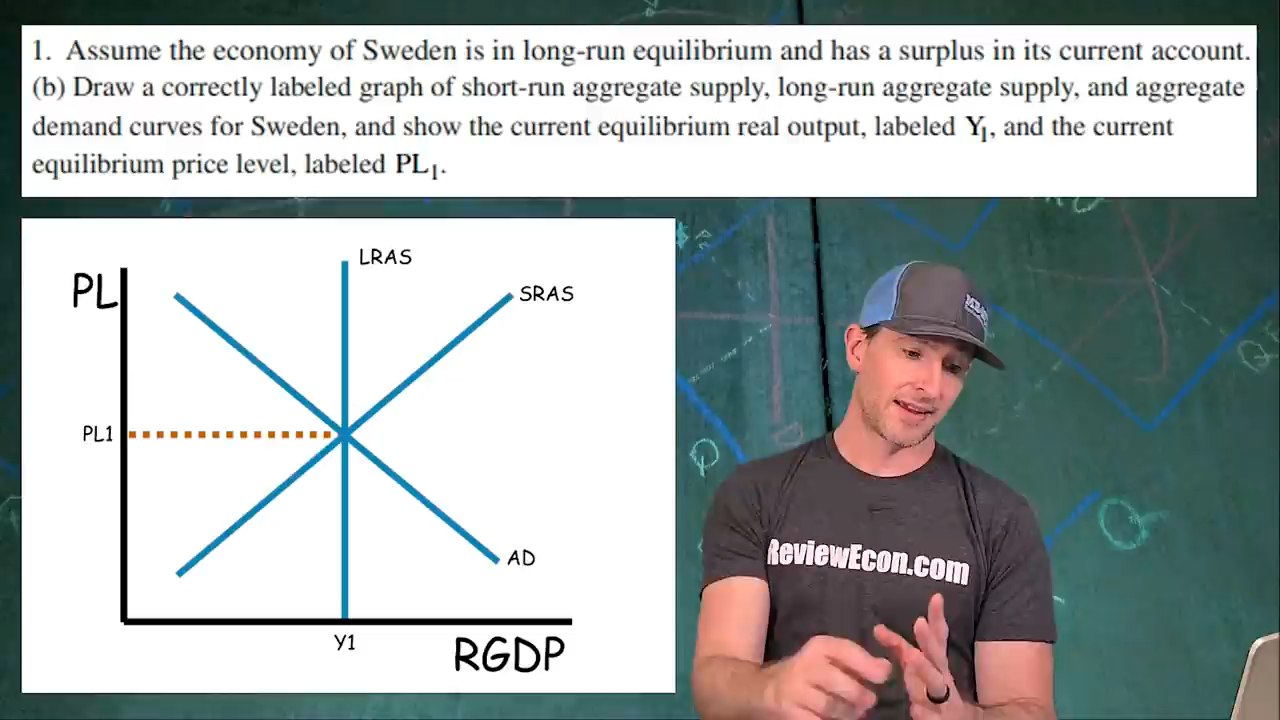 1. Assume the economy of Sweden is in long-run equilibrium and has a surplus in its current account.
(b) Draw a correctly labeled graph of short-run aggregate supply, long-run aggregate supply, and aggregate
demand curves for Sweden, and show the current equilibrium real output, labeled Y1, and the current
equilibrium price level, labeled PL1.
LRAS
PL
SRAS
PL1
AD
Y1
RGDP
ReviewEcon.com
Q
Q